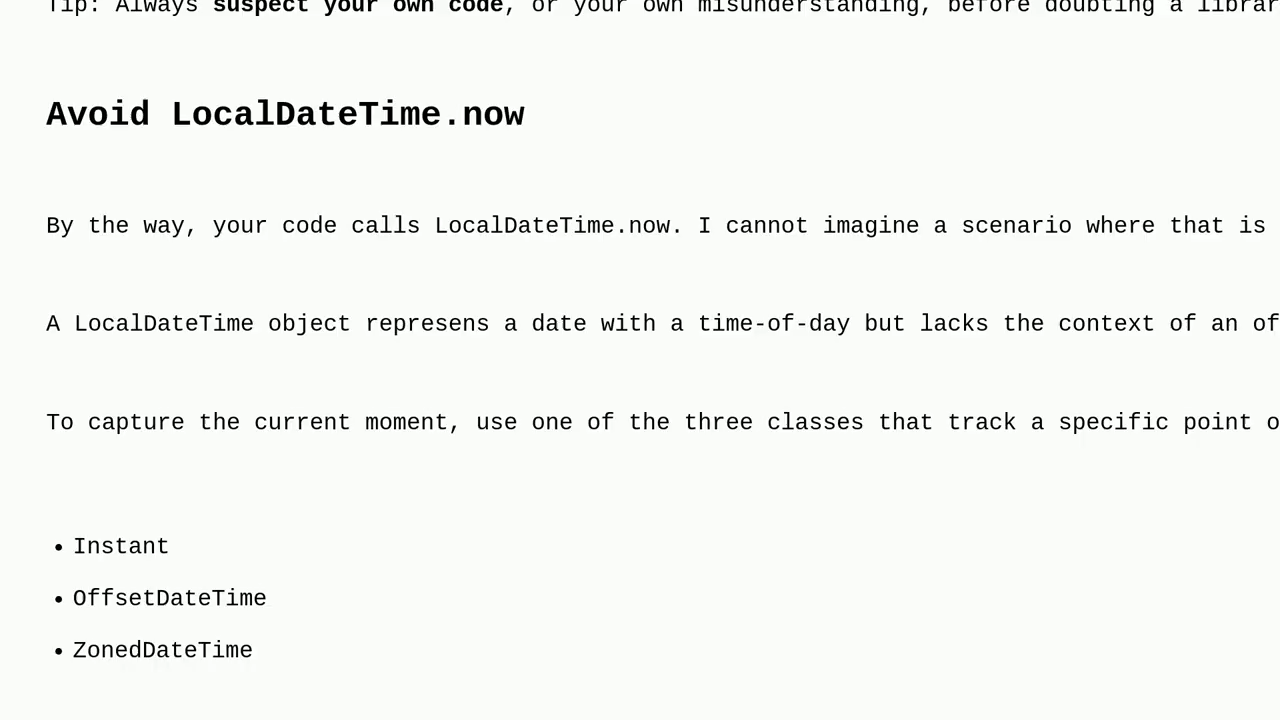 Tip: Always suspect your own code, or your own misunderstanding, before doubting a librar
Avoid LocalDateTime.now
By the way, your code calls LocalDateTime.now. I cannot imagine a scenario where that is
A LocalDateTime object represens a date with a time-of-day but lacks the context of an of
To capture the current moment, use one of the three classes that track a specific point o
• Instant
• OffsetDateTime
• ZonedDateTime